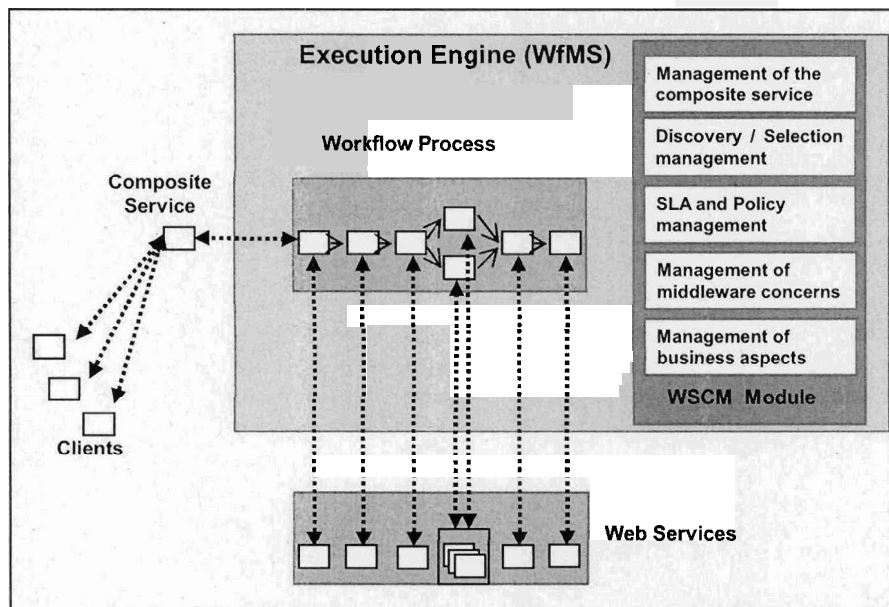 Execution Engine (WfMS)
Workflow Process
Composite
Service
Clients
Web Services
Management of the
composite service
Discovery / Selection
management
SLA and Policy
management
Management of
middleware concerns
Management of
business aspects
WSCM Module